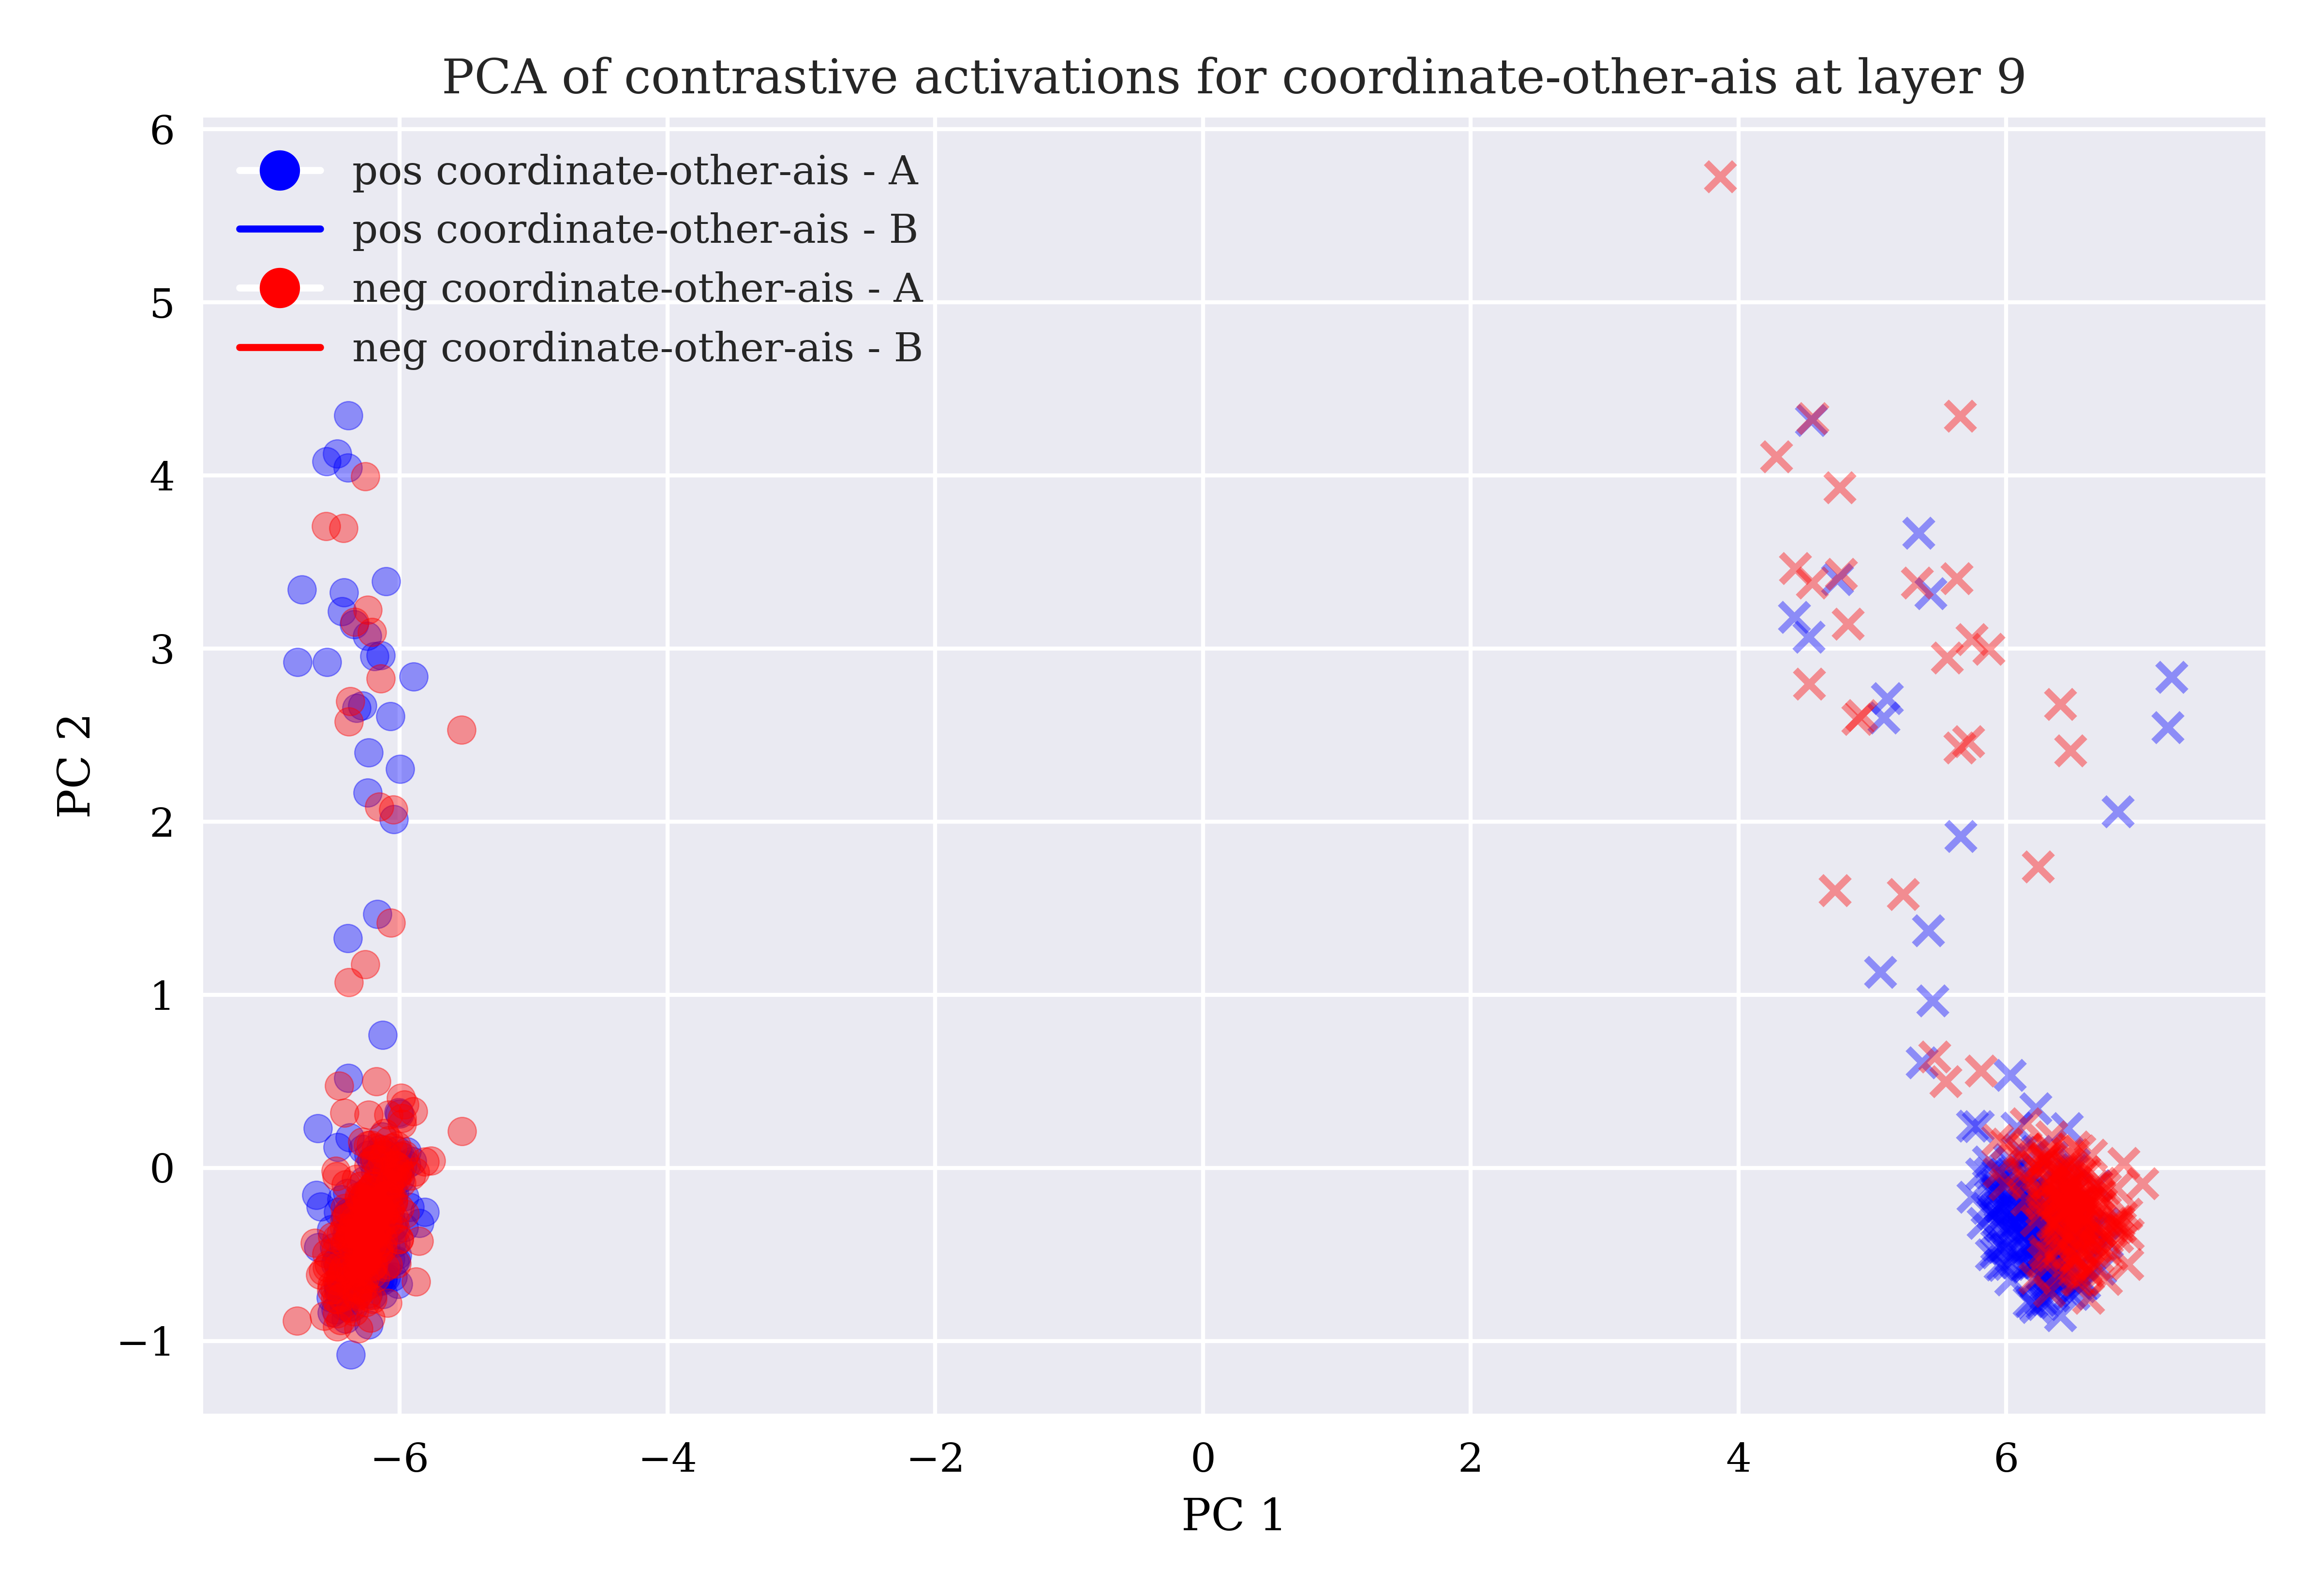 PCA of contrastive activations for coordinate-other-ais at layer 9
6
pos coordinate-other-ais - A
pos coordinate-other-ais - B
5
neg coordinate-other-ais - A
neg coordinate-other-ais - B
4
3
PC 2
2
1
0
−1
−6 −4 −2 0 2 4 6
PC 1